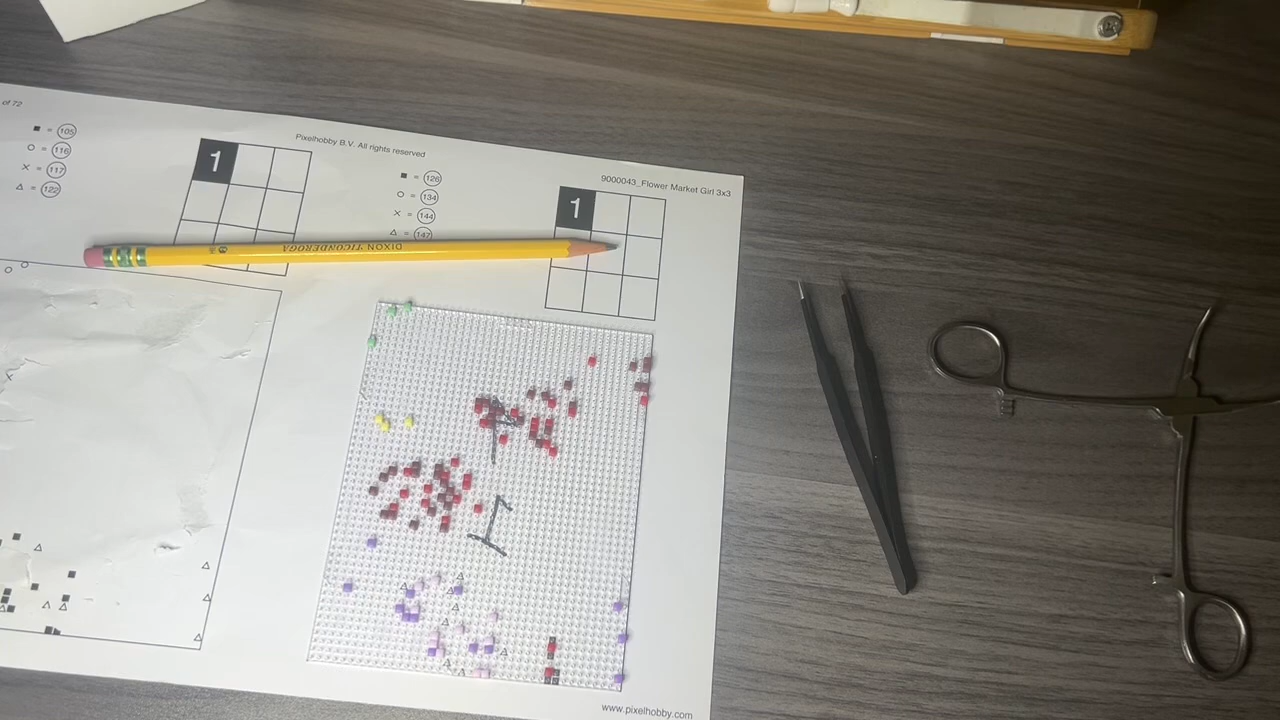 of 72
■ = 105
○ = 116
× = 117
△ = 122
1
Pixelhobby B.V. All rights reserved
■ = 126
○ = 134
× = 144
△ = 147
9000043_Flower Market Girl 3x3
1
DIXON TICONDEROGA
1
www.pixelhobby.com